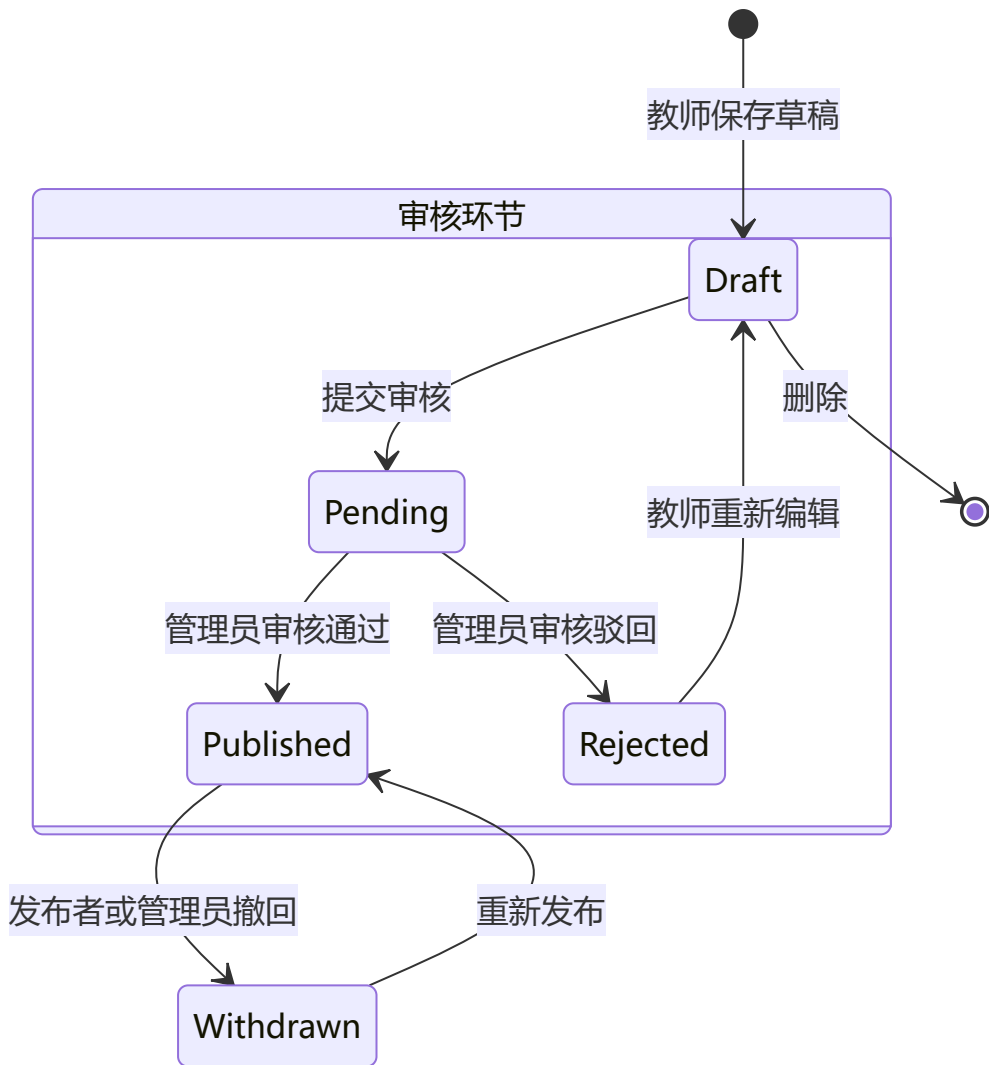 教师保存草稿
审核环节
Draft
提交审核
删除
Pending
教师重新编辑
管理员审核通过
管理员审核驳回
Published
Rejected
发布者或管理员撤回
重新发布
Withdrawn